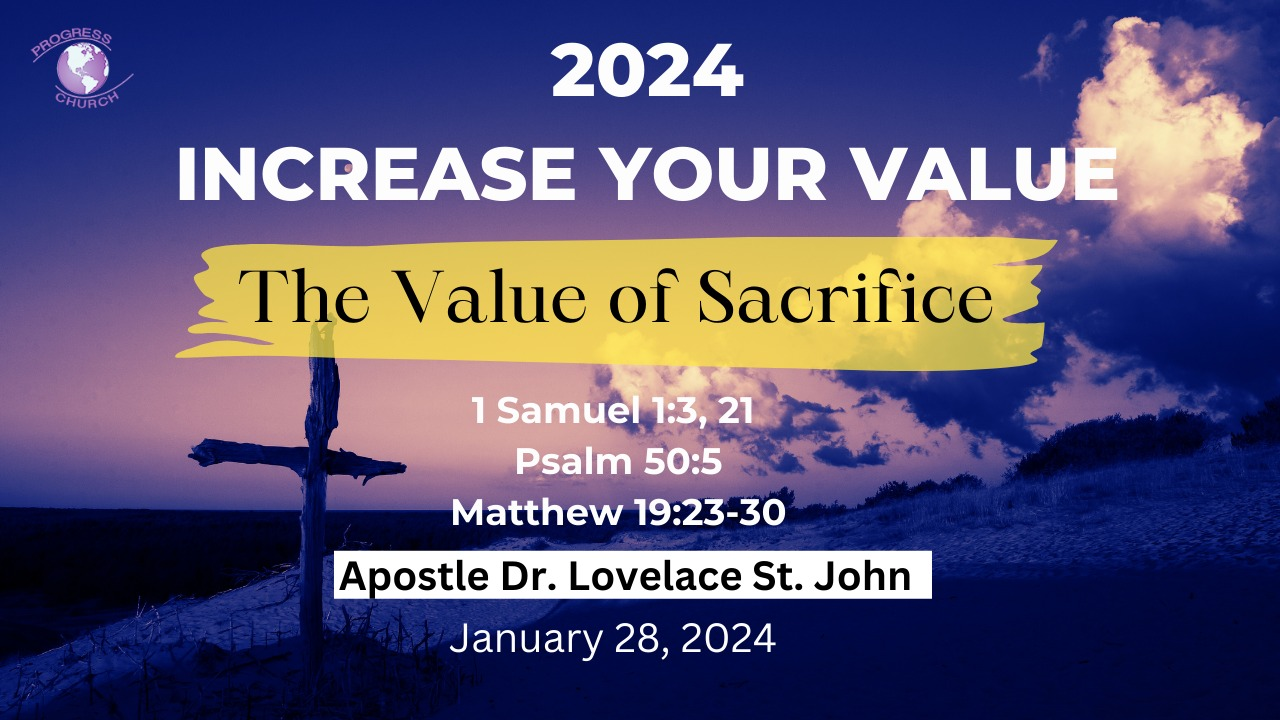 PROGRESS
CHURCH
2024
INCREASE YOUR VALUE
The Value of Sacrifice
1 Samuel 1:3, 21
Psalm 50:5
Matthew 19:23-30
Apostle Dr. Lovelace St. John
January 28, 2024